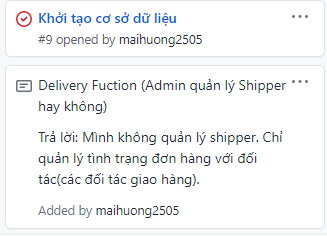 Khởi tạo cơ sở dữ liệu
#9 opened by maihuong2505
Delivery Fuction (Admin quản lý Shipper
hay không)
Trả lời: Mình không quản lý shipper. Chỉ
quản lý tình trạng đơn hàng với đối
tác(các đối tác giao hàng).
Added by maihuong2505